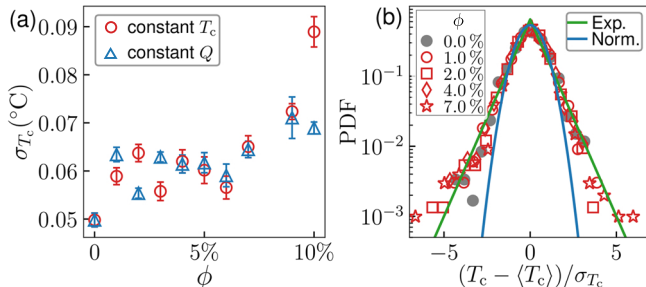 (a)
constant T_c
constant Q
0.09
0.08
0.07
0.06
0.05
σ_{T_c}(°C)
0
5%
10%
ϕ
(b)
ϕ
0.0 %
1.0 %
2.0 %
4.0 %
7.0 %
Exp.
Norm.
10⁻¹
10⁻²
10⁻³
PDF
−5
0
5
(T_c − ⟨T_c⟩)/σ_{T_c}